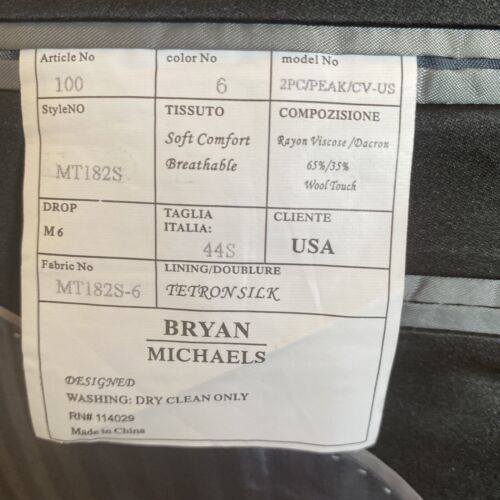 Article No color No model No
100 6 2PC/PEAK/CV-US
StyleNO TISSUTO COMPOZISIONE
MT182S Soft Comfort Rayon Viscose/Dacron
Breathable 65%/35%
Wool Touch
DROP TAGLIA CLIENTE
M6 ITALIA: USA
44S
Fabric No LINING/DOUBLURE
MT182S-6 TETRON SILK
BRYAN
MICHAELS
DESIGNED
WASHING: DRY CLEAN ONLY
RN# 114029
Made in China